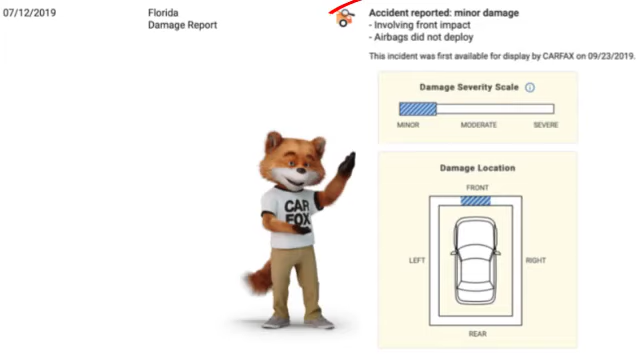 07/12/2019
Florida
Damage Report
Accident reported: minor damage
- Involving front impact
- Airbags did not deploy
This incident was first available for display by CARFAX on 09/23/2019.
Damage Severity Scale
MINOR MODERATE SEVERE
CAR
FOX
Damage Location
FRONT
LEFT RIGHT
REAR